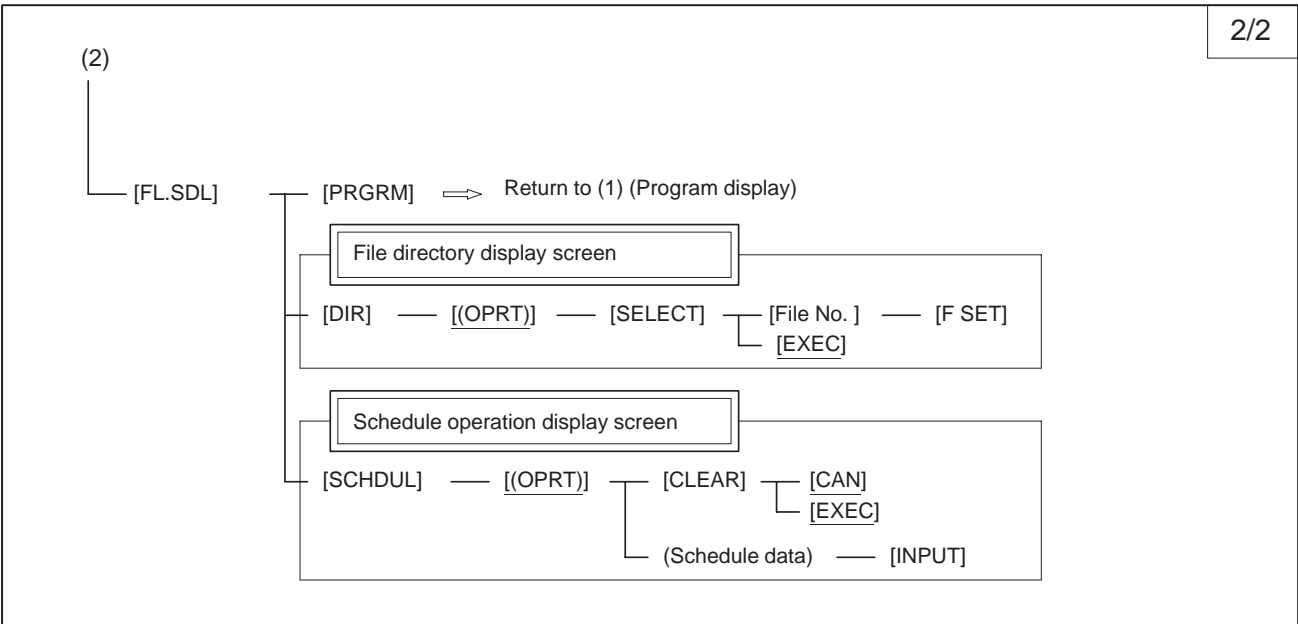 2/2
(2)
[FL.SDL] [PRGRM] Return to (1) (Program display)
File directory display screen
[DIR] [(OPRT)] [SELECT] [File No. ] [F SET]
[EXEC]
Schedule operation display screen
[SCHDUL] [(OPRT)] [CLEAR] [CAN]
[EXEC]
(Schedule data) [INPUT]